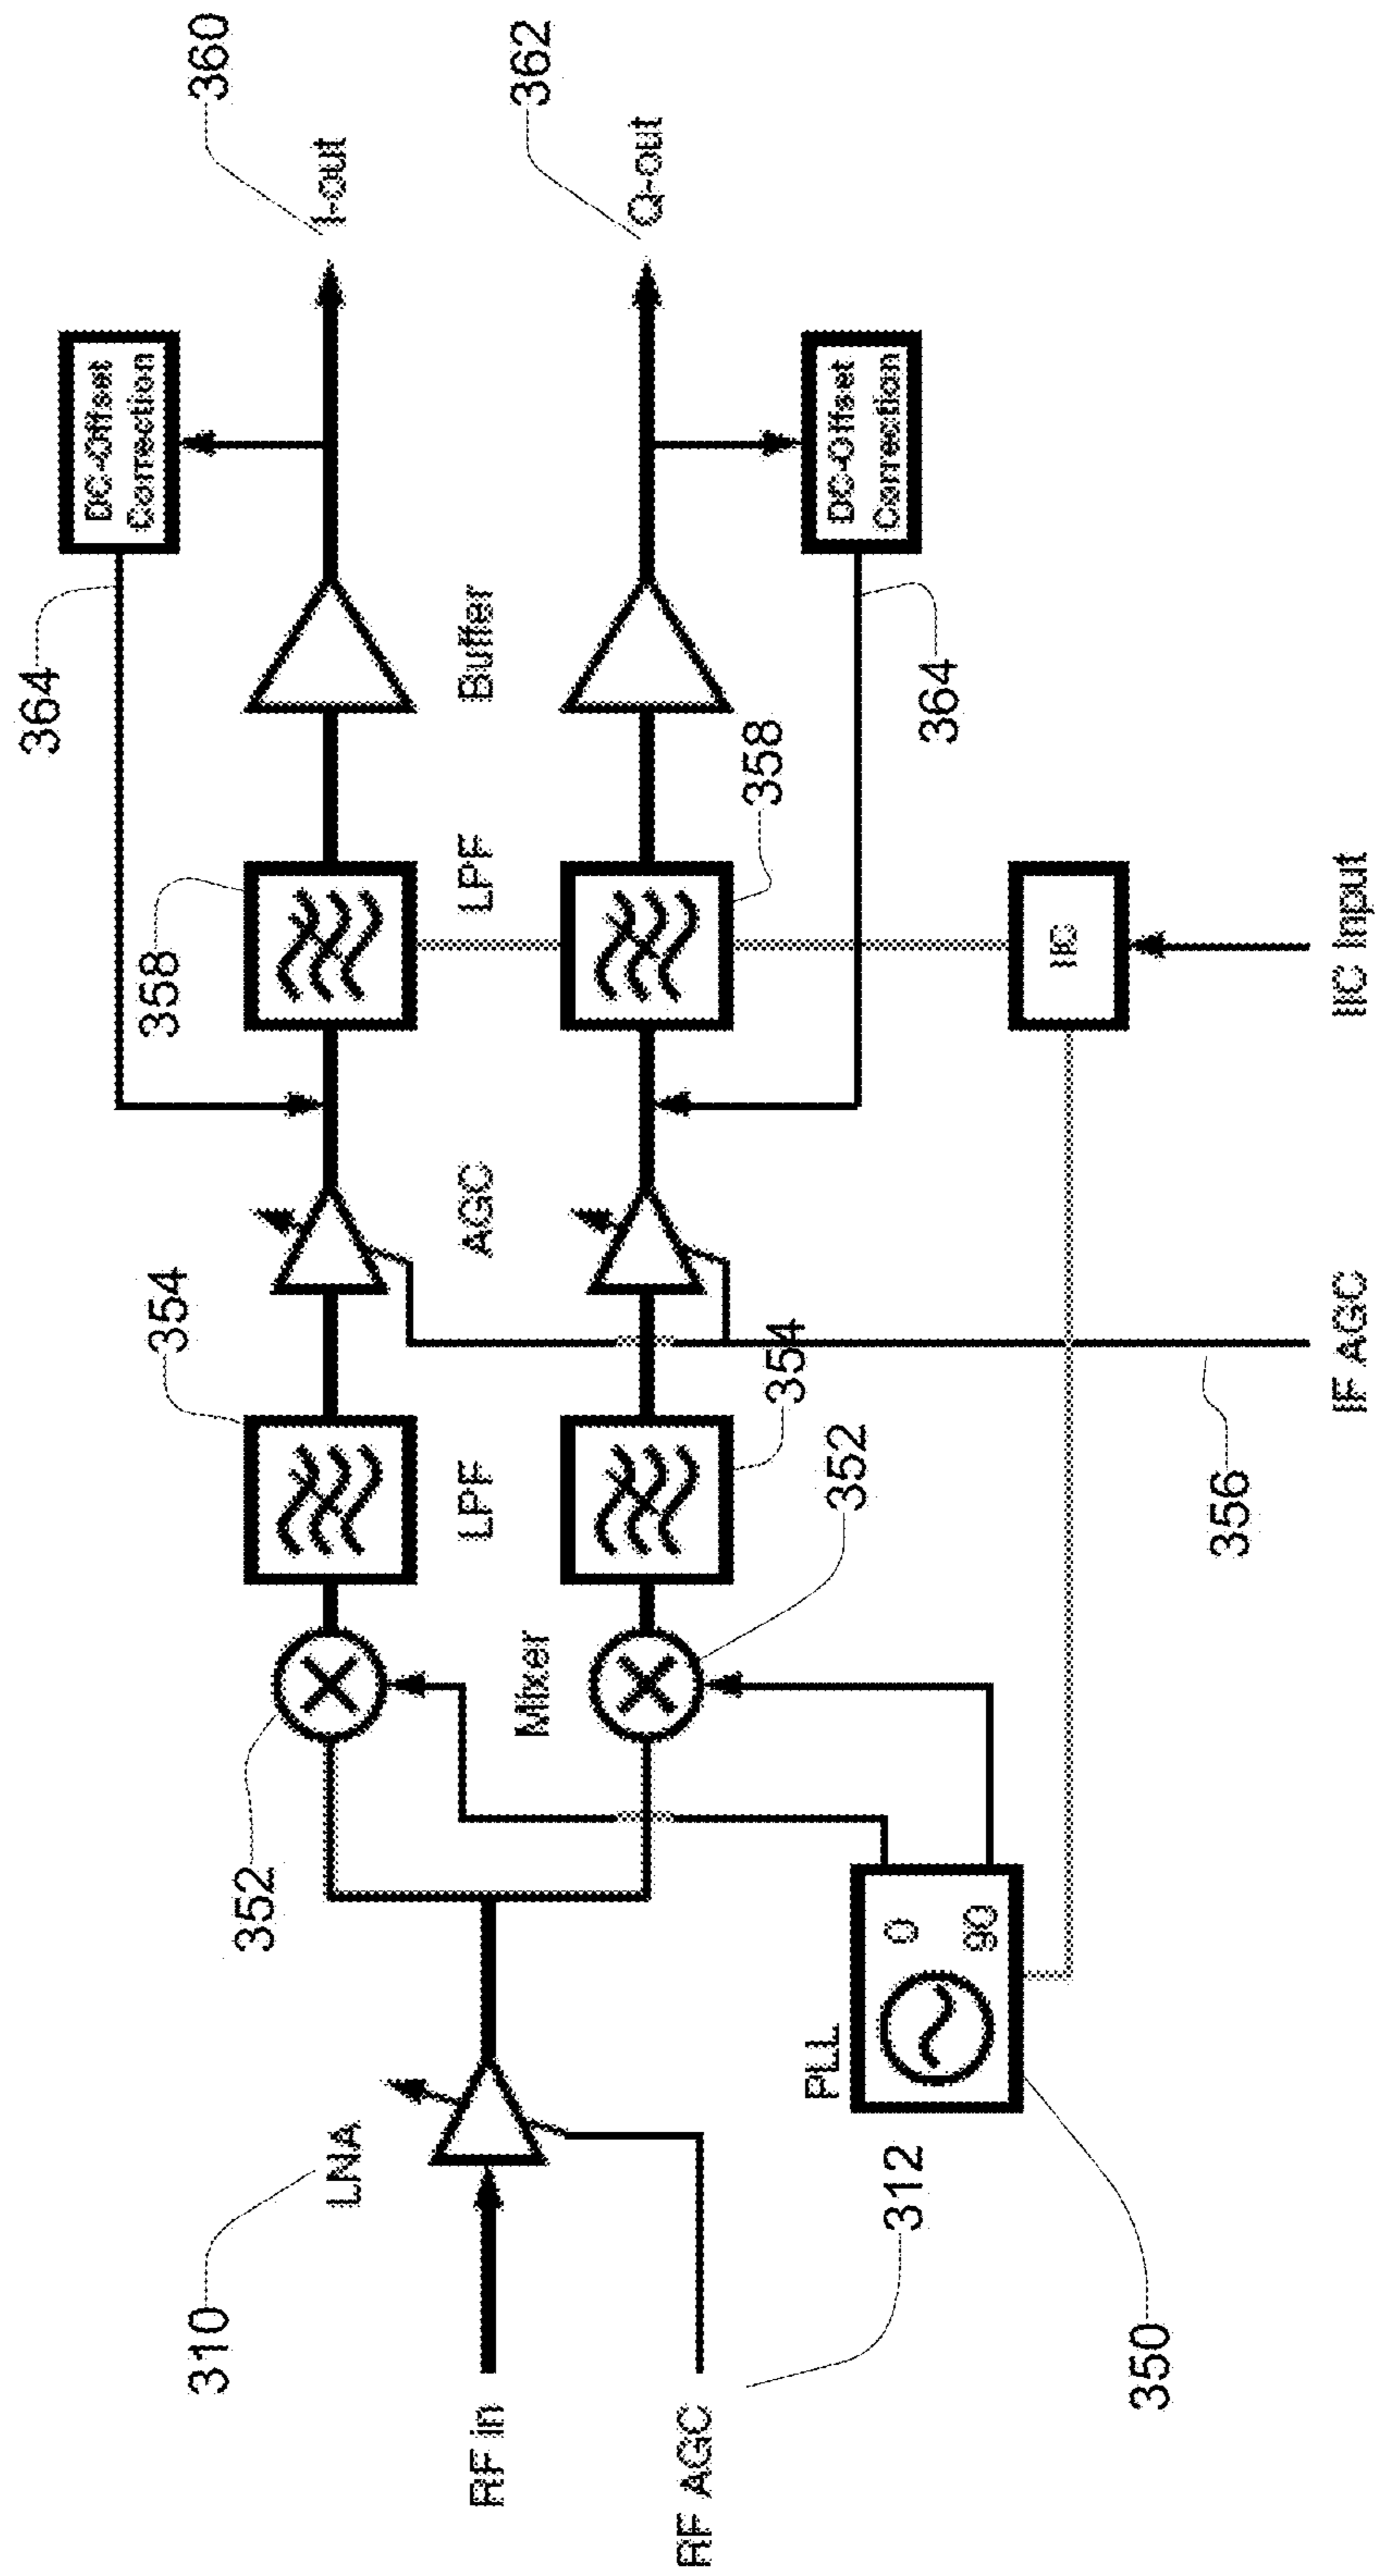 364
DC-Offset
Correction
360
I-out
358
354
352
310
LNA
Mixer
LPF
AGC
LPF
Buffer
362
Q-out
RF in
RF AGC
312
PLL
0
90
350
352
354
358
364
DC-Offset
Correction
IIC
356
IF AGC
IIC Input